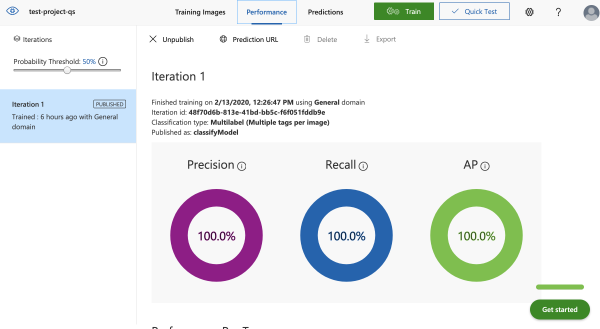 test-project-qs
Training Images
Performance
Predictions
Train
Quick Test
?
Iterations
Unpublish
Prediction URL
Delete
Export
Probability Threshold: 50%
Iteration 1
PUBLISHED
Trained : 6 hours ago with General
domain
Iteration 1
Finished training on 2/13/2020, 12:26:47 PM using General domain
Iteration id: 48f70d6b-813e-41bd-bb5c-f6f051fddb9e
Classification type: Multilabel (Multiple tags per image)
Published as: classifyModel
Precision
Recall
AP
100.0%
100.0%
100.0%
Get started